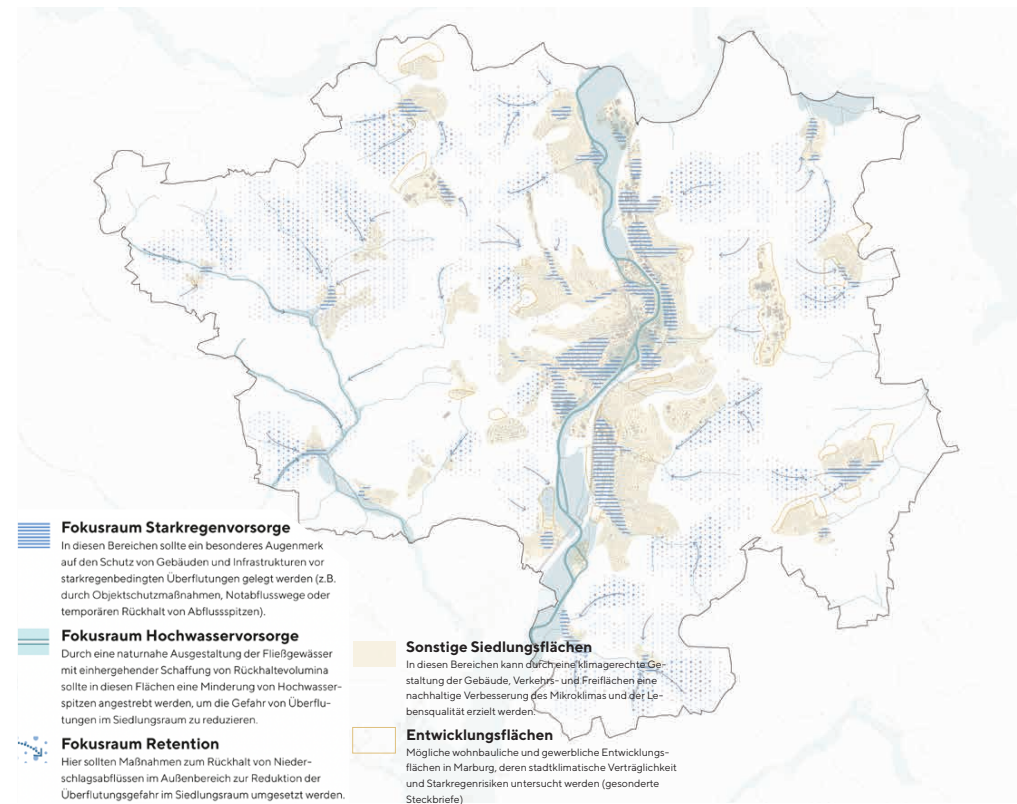 Fokusraum Starkregenvorsorge
In diesen Bereichen sollte ein besonderes Augenmerk
auf den Schutz von Gebäuden und Infrastrukturen vor
starkregenbedingten Überflutungen gelegt werden (z.B.
durch Objektschutzmaßnahmen, Notabflusswege oder
temporären Rückhalt von Abflussspitzen).
Fokusraum Hochwasservorsorge
Durch eine naturnahe Ausgestaltung der Fließgewässer
mit einhergehender Schaffung von Rückhaltevolumina
sollte in diesen Flächen eine Minderung von Hochwasser-
spitzen angestrebt werden, um die Gefahr von Überflu-
tungen im Siedlungsraum zu reduzieren.
Fokusraum Retention
Hier sollten Maßnahmen zum Rückhalt von Nieder-
schlagsabflüssen im Außenbereich zur Reduktion der
Überflutungsgefahr im Siedlungsraum umgesetzt werden.
Sonstige Siedlungsflächen
In diesen Bereichen kann durch eine klimagerechte Ge-
staltung der Gebäude, Verkehrs- und Freiflächen eine
nachhaltige Verbesserung des Mikroklimas und der Le-
bensqualität erzielt werden.
Entwicklungsflächen
Mögliche wohnbauliche und gewerbliche Entwicklungs-
flächen in Marburg, deren stadtklimatische Verträglichkeit
und Starkregenrisiken untersucht werden (gesonderte
Steckbriefe)